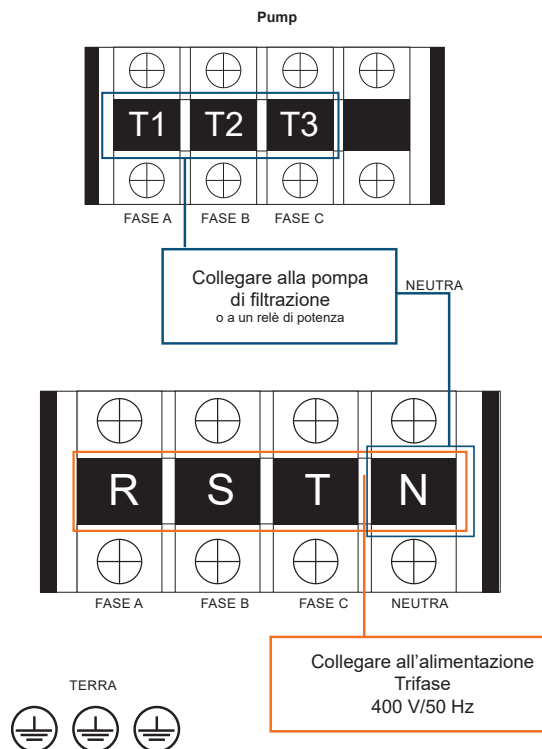 Pump
T1 T2 T3
FASE A FASE B FASE C
Collegare alla pompa
di filtrazione
o a un relè di potenza
NEUTRA
R S T N
FASE A FASE B FASE C NEUTRA
Collegare all'alimentazione
Trifase
400 V/50 Hz
TERRA